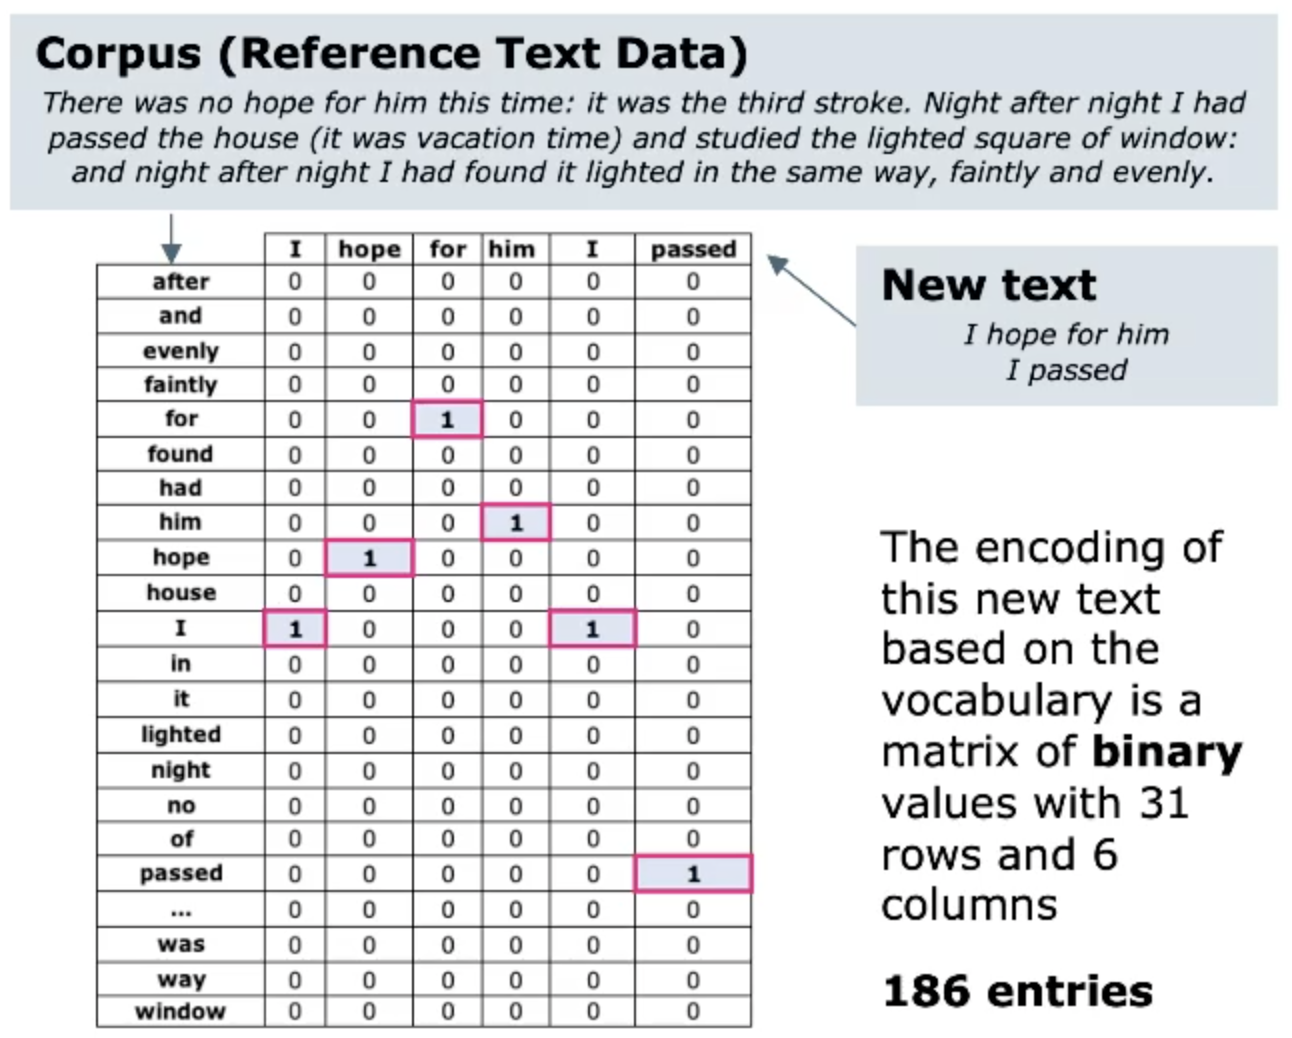 Corpus (Reference Text Data)
There was no hope for him this time: it was the third stroke. Night after night I had
passed the house (it was vacation time) and studied the lighted square of window:
and night after night I had found it lighted in the same way, faintly and evenly.
I hope for him I passed
after 0 0 0 0 0 0
and 0 0 0 0 0 0
evenly 0 0 0 0 0 0
faintly 0 0 0 0 0 0
for 0 0 1 0 0 0
found 0 0 0 0 0 0
had 0 0 0 0 0 0
him 0 0 0 1 0 0
hope 0 1 0 0 0 0
house 0 0 0 0 0 0
I 1 0 0 0 1 0
in 0 0 0 0 0 0
it 0 0 0 0 0 0
lighted 0 0 0 0 0 0
night 0 0 0 0 0 0
no 0 0 0 0 0 0
of 0 0 0 0 0 0
passed 0 0 0 0 0 1
... 0 0 0 0 0 0
was 0 0 0 0 0 0
way 0 0 0 0 0 0
window 0 0 0 0 0 0
New text
I hope for him
I passed
The encoding of
this new text
based on the
vocabulary is a
matrix of binary
values with 31
rows and 6
columns
186 entries